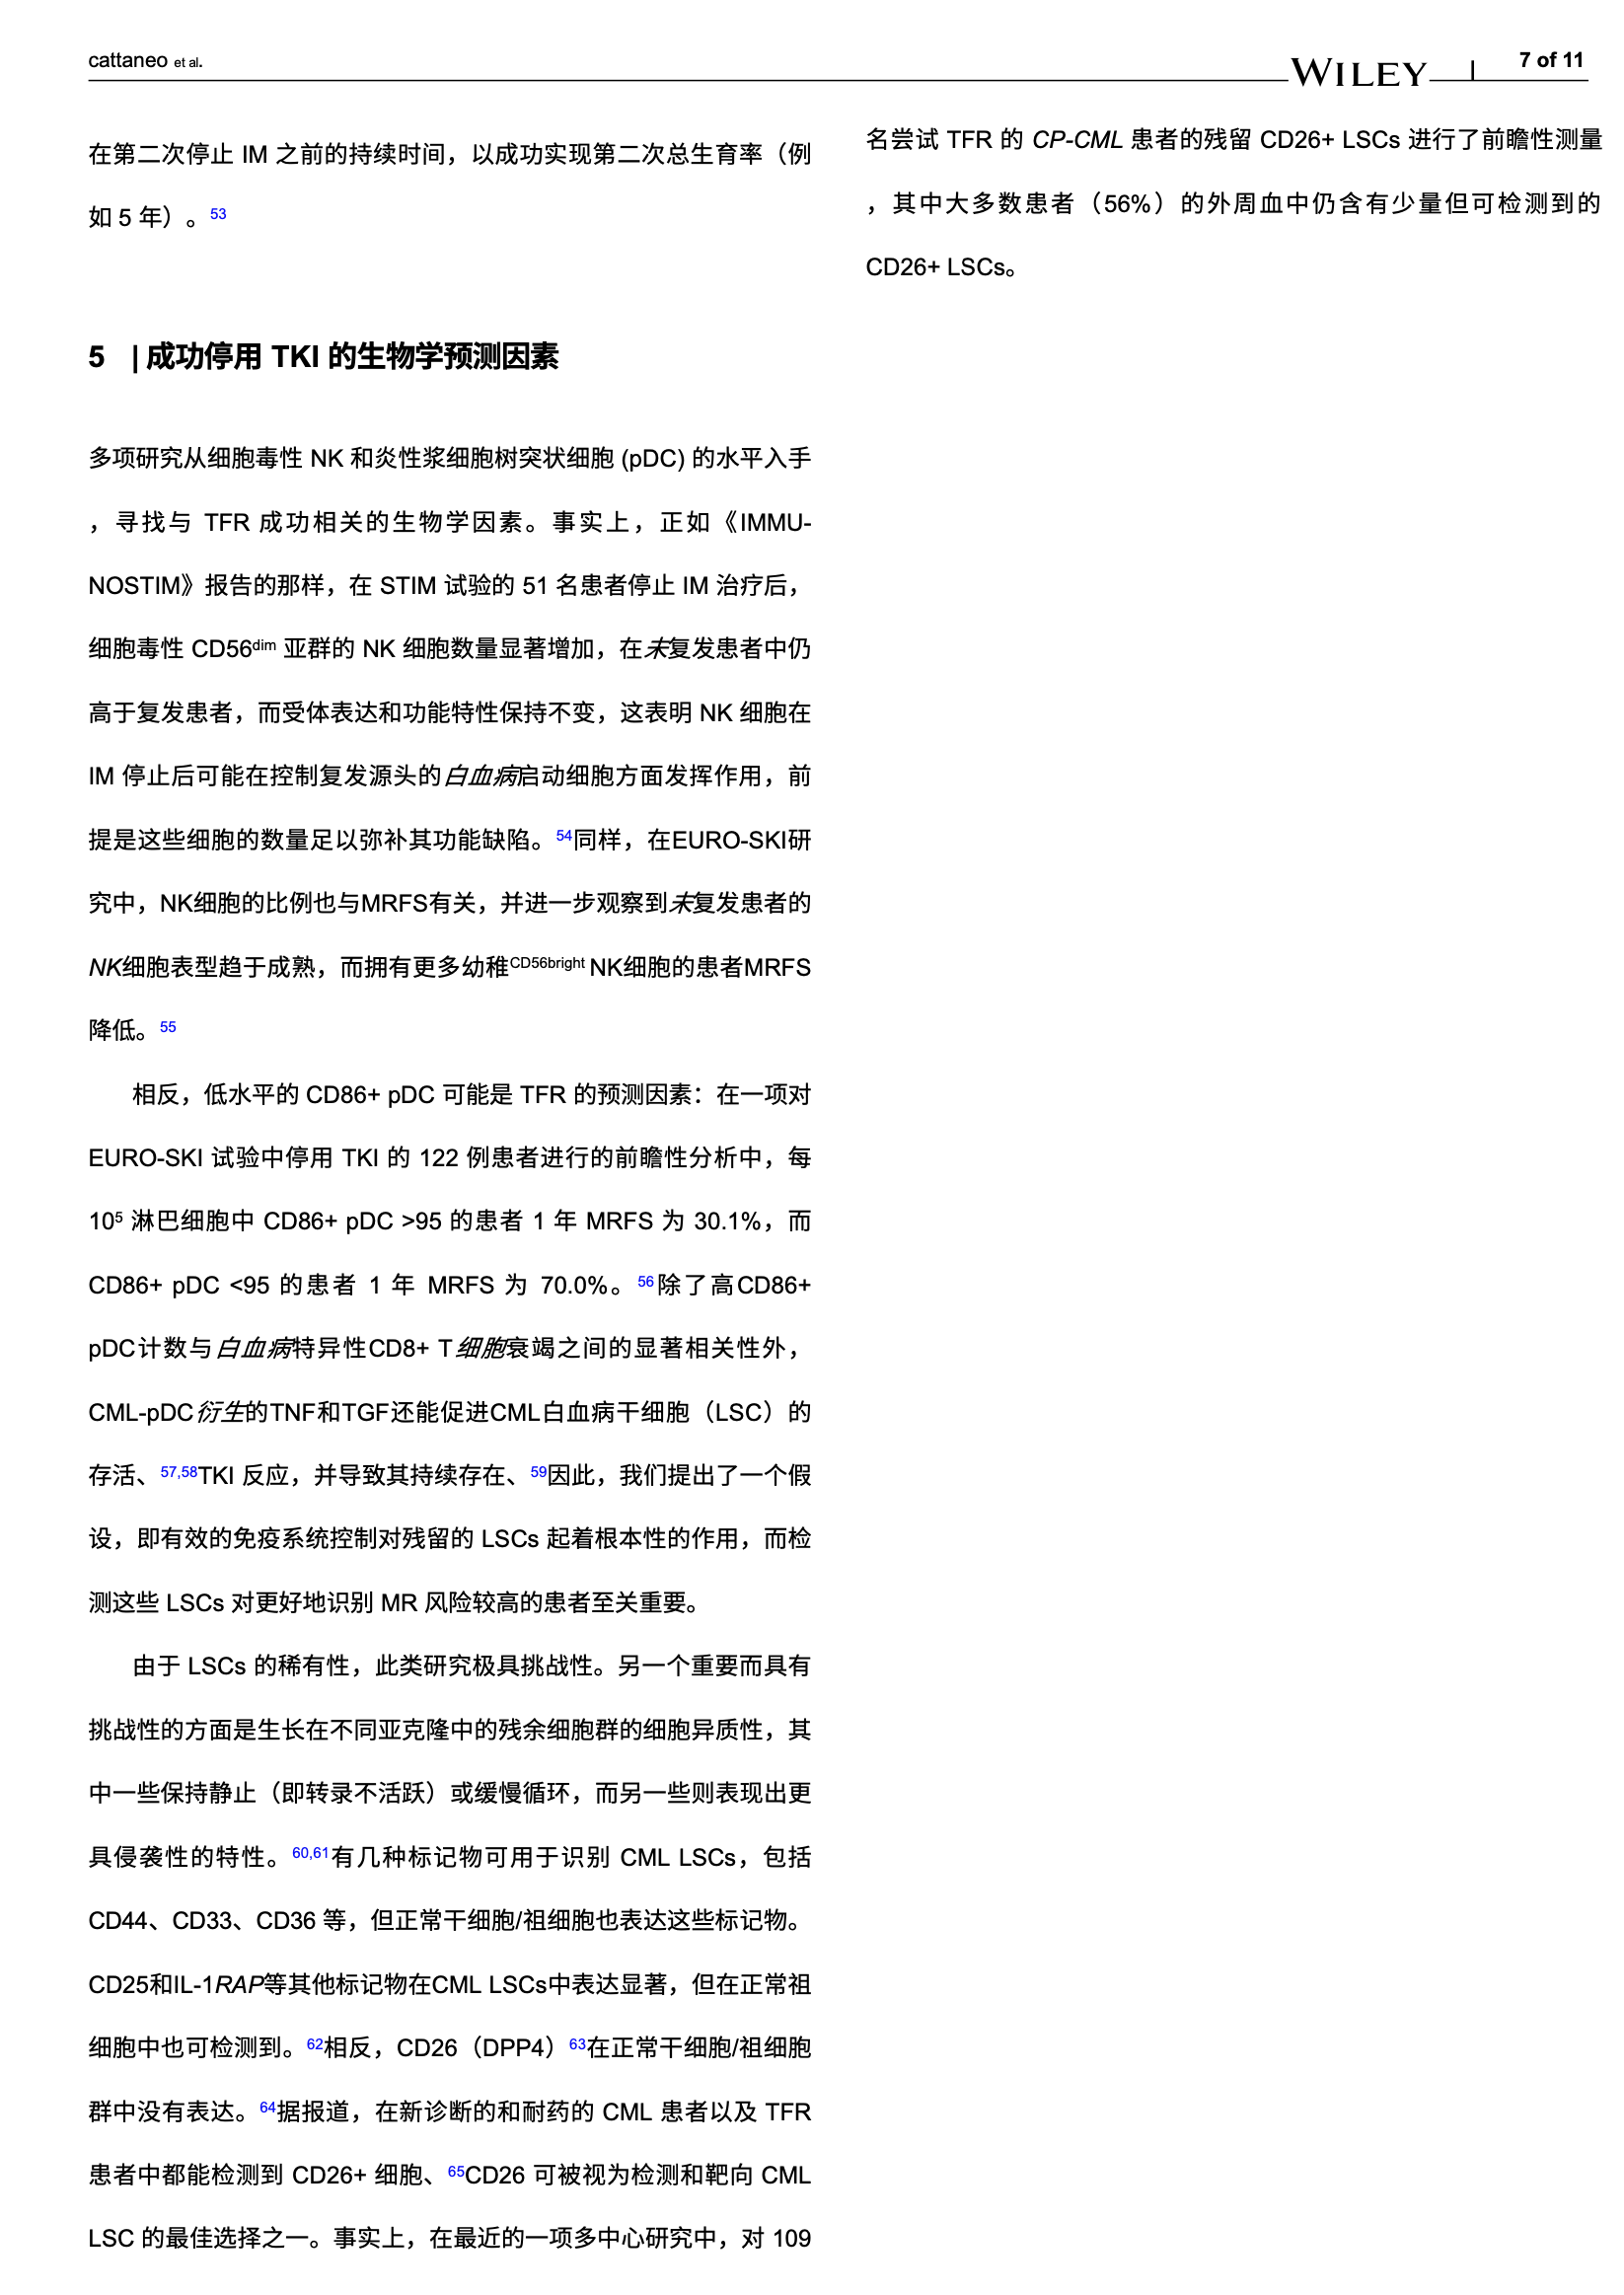 cattaneo et al.
WILEY
7 of 11
在第二次停止 IM 之前的持续时间，以成功实现第二次总生育率（例
如 5 年）。53
5 | 成功停用 TKI 的生物学预测因素
多项研究从细胞毒性 NK 和炎性浆细胞树突状细胞 (pDC) 的水平入手
，寻找与 TFR 成功相关的生物学因素。事实上，正如《IMMU-
NOSTIM》报告的那样，在 STIM 试验的 51 名患者停止 IM 治疗后，
细胞毒性 CD56dim 亚群的 NK 细胞数量显著增加，在未复发患者中仍
高于复发患者，而受体表达和功能特性保持不变，这表明 NK 细胞在
IM 停止后可能在控制复发源头的白血病启动细胞方面发挥作用，前
提是这些细胞的数量足以弥补其功能缺陷。54同样，在EURO-SKI研
究中，NK细胞的比例也与MRFS有关，并进一步观察到未复发患者的
NK细胞表型趋于成熟，而拥有更多幼稚CD56bright NK细胞的患者MRFS
降低。55
相反，低水平的 CD86+ pDC 可能是 TFR 的预测因素：在一项对
EURO-SKI 试验中停用 TKI 的 122 例患者进行的前瞻性分析中，每
10⁵ 淋巴细胞中 CD86+ pDC >95 的患者 1 年 MRFS 为 30.1%，而
CD86+ pDC <95 的患者 1 年 MRFS 为 70.0%。56除了高CD86+
pDC计数与白血病特异性CD8+ T细胞衰竭之间的显著相关性外，
CML-pDC衍生的TNF和TGF还能促进CML白血病干细胞（LSC）的
存活、57,58TKI 反应，并导致其持续存在、59因此，我们提出了一个假
设，即有效的免疫系统控制对残留的 LSCs 起着根本性的作用，而检
测这些 LSCs 对更好地识别 MR 风险较高的患者至关重要。
由于 LSCs 的稀有性，此类研究极具挑战性。另一个重要而具有
挑战性的方面是生长在不同亚克隆中的残余细胞群的细胞异质性，其
中一些保持静止（即转录不活跃）或缓慢循环，而另一些则表现出更
具侵袭性的特性。60,61有几种标记物可用于识别 CML LSCs，包括
CD44、CD33、CD36 等，但正常干细胞/祖细胞也表达这些标记物。
CD25和IL-1RAP等其他标记物在CML LSCs中表达显著，但在正常祖
细胞中也可检测到。62相反，CD26（DPP4）63在正常干细胞/祖细胞
群中没有表达。64据报道，在新诊断的和耐药的 CML 患者以及 TFR
患者中都能检测到 CD26+ 细胞、65CD26 可被视为检测和靶向 CML
LSC 的最佳选择之一。事实上，在最近的一项多中心研究中，对 109
名尝试 TFR 的 CP-CML 患者的残留 CD26+ LSCs 进行了前瞻性测量
，其中大多数患者（56%）的外周血中仍含有少量但可检测到的
CD26+ LSCs。